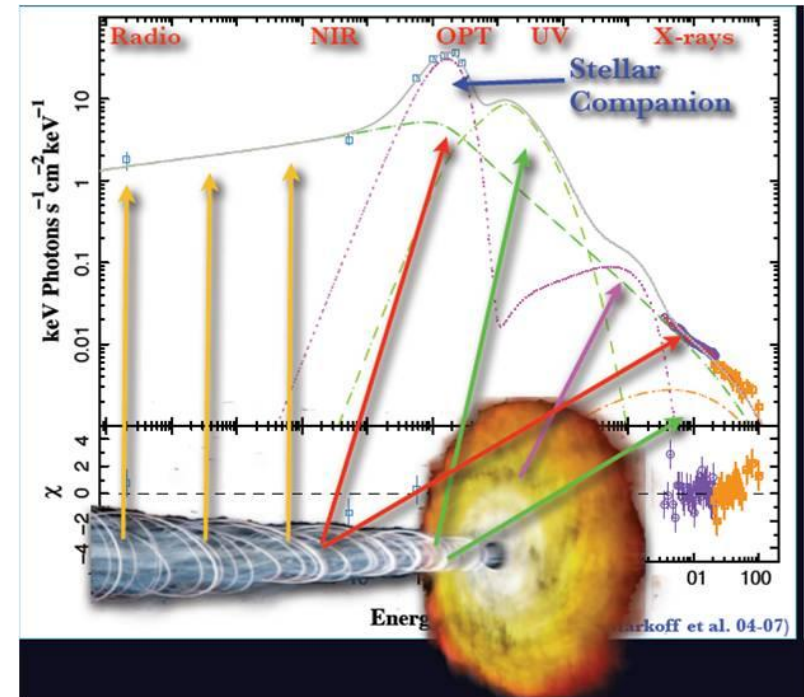 Radio NIR OPT UV X-rays
Stellar
Companion
keV Photons s⁻¹ cm⁻² keV⁻¹
10
1
0.1
0.01
χ
4
2
0
−2
−4
01 100
Energ
arkoff et al. 04-07)